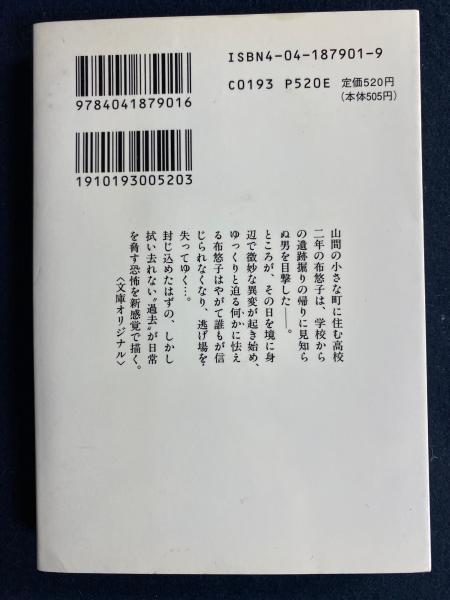 ISBN4-04-187901-9
C0193 P520E 定価520円
(本体505円)
9784041879016
1910193005203
山間の小さな町に住む高校
二年の布悠子は、学校から
の遺跡掘りの帰りに見知ら
ぬ男を目撃した――。
ところが、その日を境に身
辺で微妙な異変が起き始め、
ゆっくりと迫る何かに怯え
る布悠子はやがて誰もが信
じられなくなり、逃げ場を
失ってゆく…。
封じ込めたはずの、しかし
拭い去れない〝過去〟が日常
を脅す恐怖を新感覚で描く。
〈文庫オリジナル〉